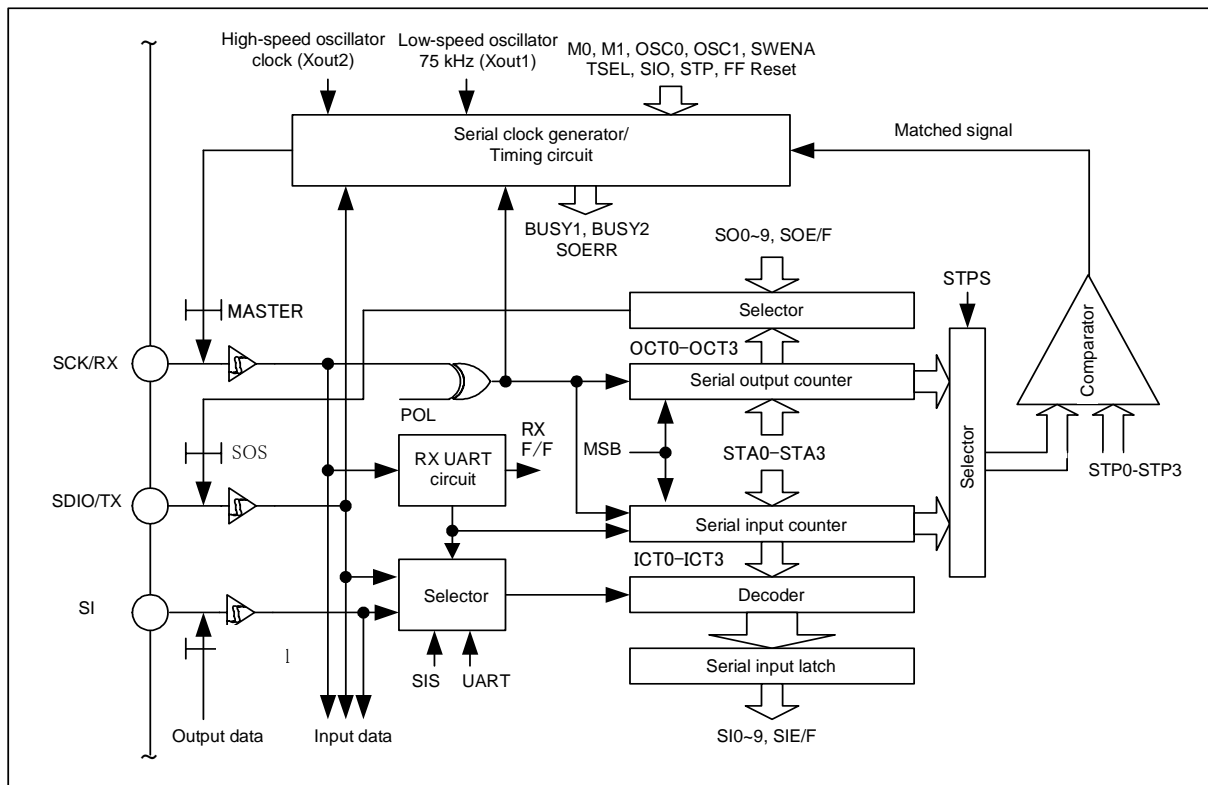 High-speed oscillator
clock (Xout2)
Low-speed oscillator
75 kHz (Xout1)
M0, M1, OSC0, OSC1, SWENA
TSEL, SIO, STP, FF Reset
Serial clock generator/
Timing circuit
Matched signal
BUSY1, BUSY2
SOERR
SO0~9, SOE/F
STPS
MASTER
Selector
SCK/RX
OCT0-OCT3
Serial output counter
Comparator
POL
SOS
RX
F/F
RX UART
circuit
MSB
STA0-STA3
Selector
STP0-STP3
SDIO/TX
Serial input counter
ICT0-ICT3
SI
Selector
Decoder
l
SIS
UART
Serial input latch
Output data
Input data
SI0~9, SIE/F